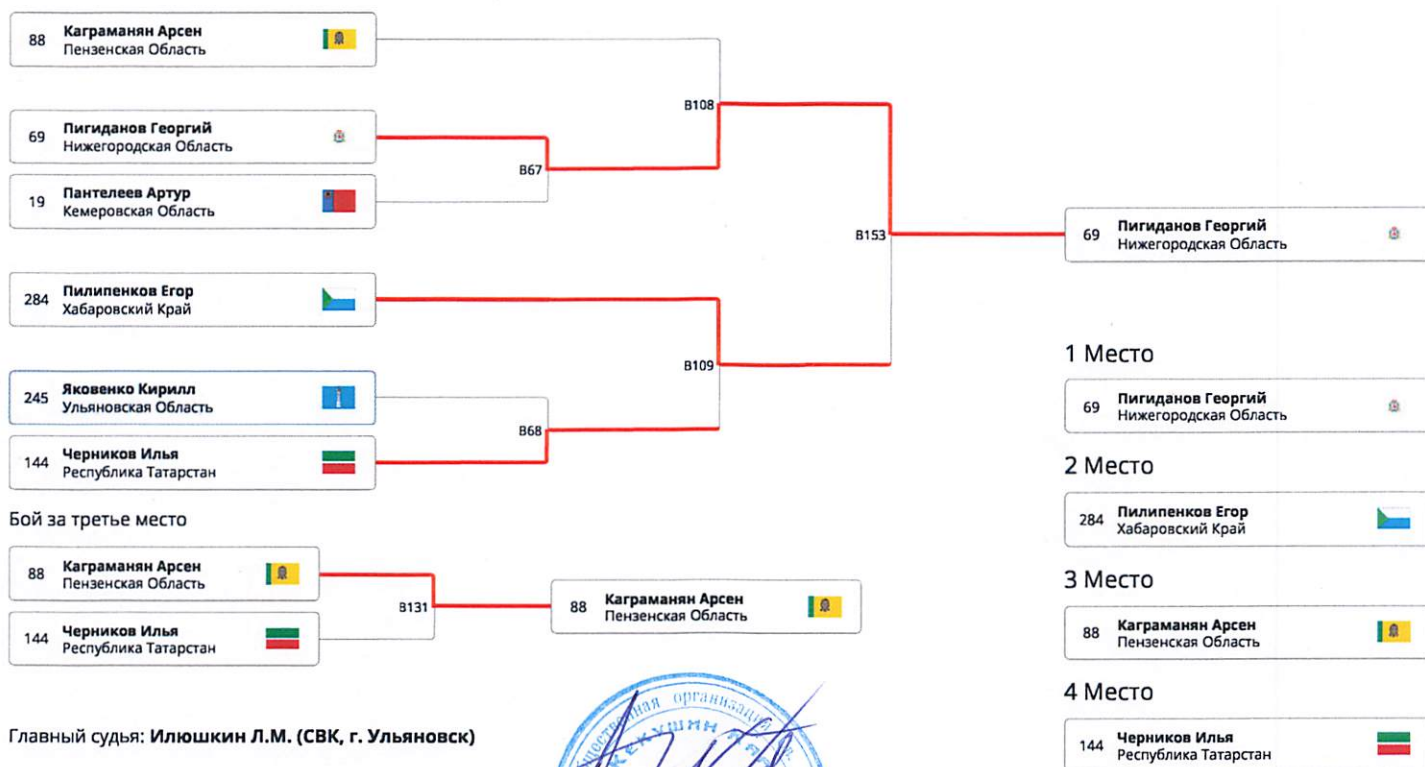 88 Каграманян Арсен
Пензенская Область
B108
69 Пигиданов Георгий
Нижегородская Область
B67
19 Пантелеев Артур
Кемеровская Область
B153
69 Пигиданов Георгий
Нижегородская Область
284 Пилипенков Егор
Хабаровский Край
B109
245 Яковенко Кирилл
Ульяновская Область
B68
144 Черников Илья
Республика Татарстан
1 Место
69 Пигиданов Георгий
Нижегородская Область
2 Место
284 Пилипенков Егор
Хабаровский Край
3 Место
88 Каграманян Арсен
Пензенская Область
4 Место
144 Черников Илья
Республика Татарстан
Бой за третье место
88 Каграманян Арсен
Пензенская Область
B131
144 Черников Илья
Республика Татарстан
88 Каграманян Арсен
Пензенская Область
Главный судья: Илюшкин Л.М. (СВК, г. Ульяновск)